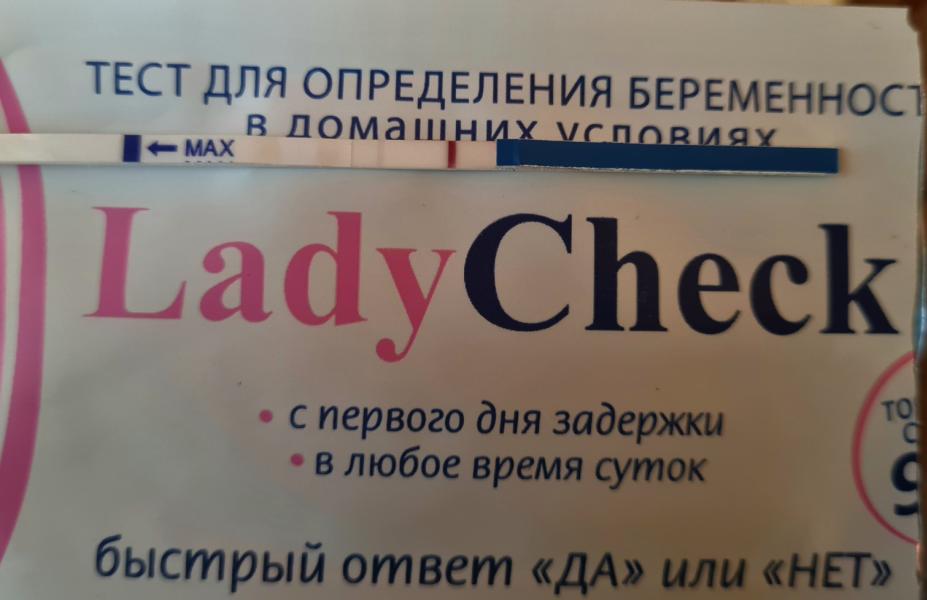 ТЕСТ ДЛЯ ОПРЕДЕЛЕНИЯ БЕРЕМЕННОСТ
в домашних условиях
MAX
LadyCheck
• с первого дня задержки
• в любое время суток
быстрый ответ «ДА» или «НЕТ»